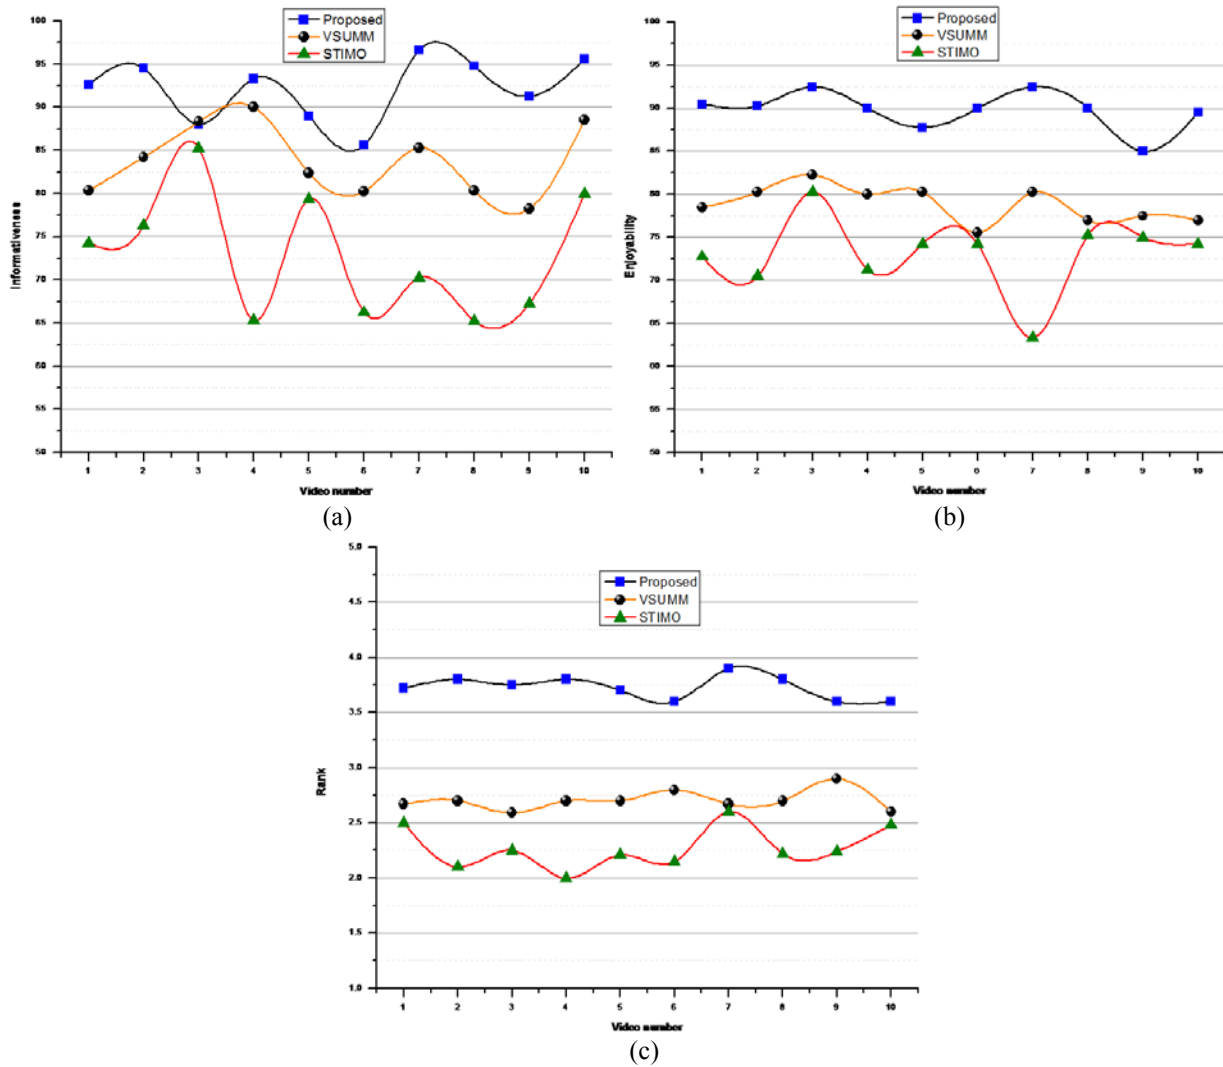 Proposed
VSUMM
STIMO
100
95
90
85
80
75
70
65
60
55
50
Informativeness
1 2 3 4 5 6 7 8 9 10
Video number
(a)
Proposed
VSUMM
STIMO
100
95
90
85
80
75
70
65
60
55
50
Enjoyability
1 2 3 4 5 6 7 8 9 10
Video number
(b)
Proposed
VSUMM
STIMO
5.0
4.5
4.0
3.5
3.0
2.5
2.0
1.5
1.0
Rank
1 2 3 4 5 6 7 8 9 10
Video number
(c)